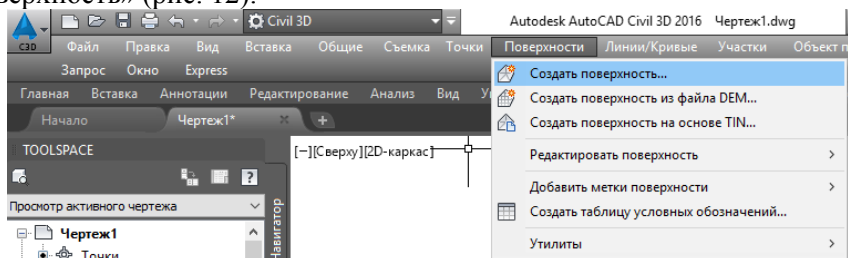 верхность» (рис. 12).
Civil 3D Autodesk AutoCAD Civil 3D 2016 Чертеж1.dwg
C3D Файл Правка Вид Вставка Общие Съемка Точки Поверхности Линии/Кривые Участки Объект п
Запрос Окно Express
Создать поверхность...
Главная Вставка Аннотации Редактирование Анализ Вид У
Создать поверхность из файла DEM...
Начало Чертеж1*
Создать поверхность на основе TIN...
TOOLSPACE
[−][Сверху][2D-каркас]
Редактировать поверхность
Добавить метки поверхности
Просмотр активного чертежа
Создать таблицу условных обозначений...
Чертеж1
Утилиты
Точки
Навигатор